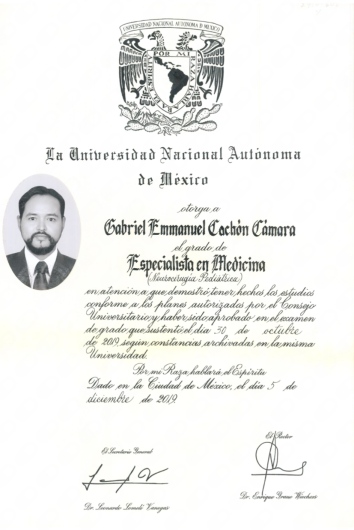 UNIVERSIDAD NACIONAL AUTÓNOMA D MÉXICO
POR MI
RAZA
La Universidad Nacional Autónoma
de México
otorga a
Gabriel Emmanuel Cachón Cámara
el grado de
Especialista en Medicina
(Neurocirugía Pediátrica)
en atención a que demostró tener hechos los estudios
conforme a los planes autorizados por el Consejo
Universitario y haber sido aprobado en el examen
de grado que sustentó el día 30 de octubre
de 2019 según constancias archivadas en la misma
Universidad.
Por mi Raza hablará el Espíritu
Dado en la Ciudad de México, el día 5 de
diciembre de 2019
El Secretario General
El Rector
Dr. Leonardo Lomelí Vanegas
Dr. Enrique Graue Wiechers